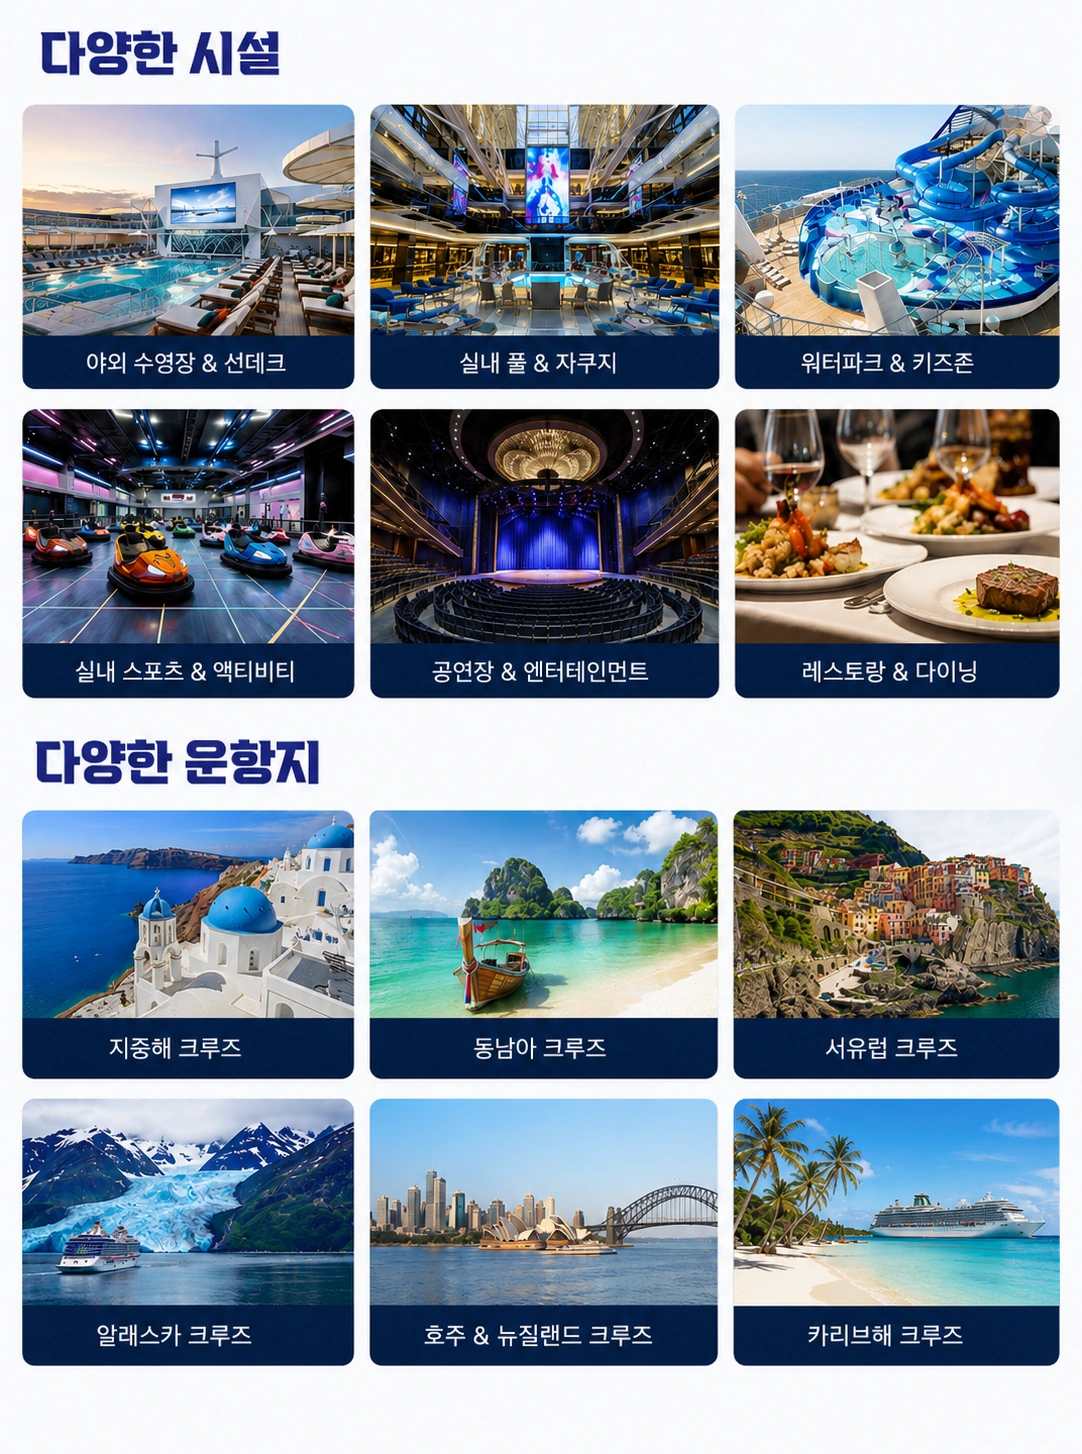 다양한 시설
야외 수영장 & 선데크
실내 풀 & 자쿠지
워터파크 & 키즈존
실내 스포츠 & 액티비티
공연장 & 엔터테인먼트
레스토랑 & 다이닝
다양한 운항지
지중해 크루즈
동남아 크루즈
서유럽 크루즈
알래스카 크루즈
호주 & 뉴질랜드 크루즈
카리브해 크루즈